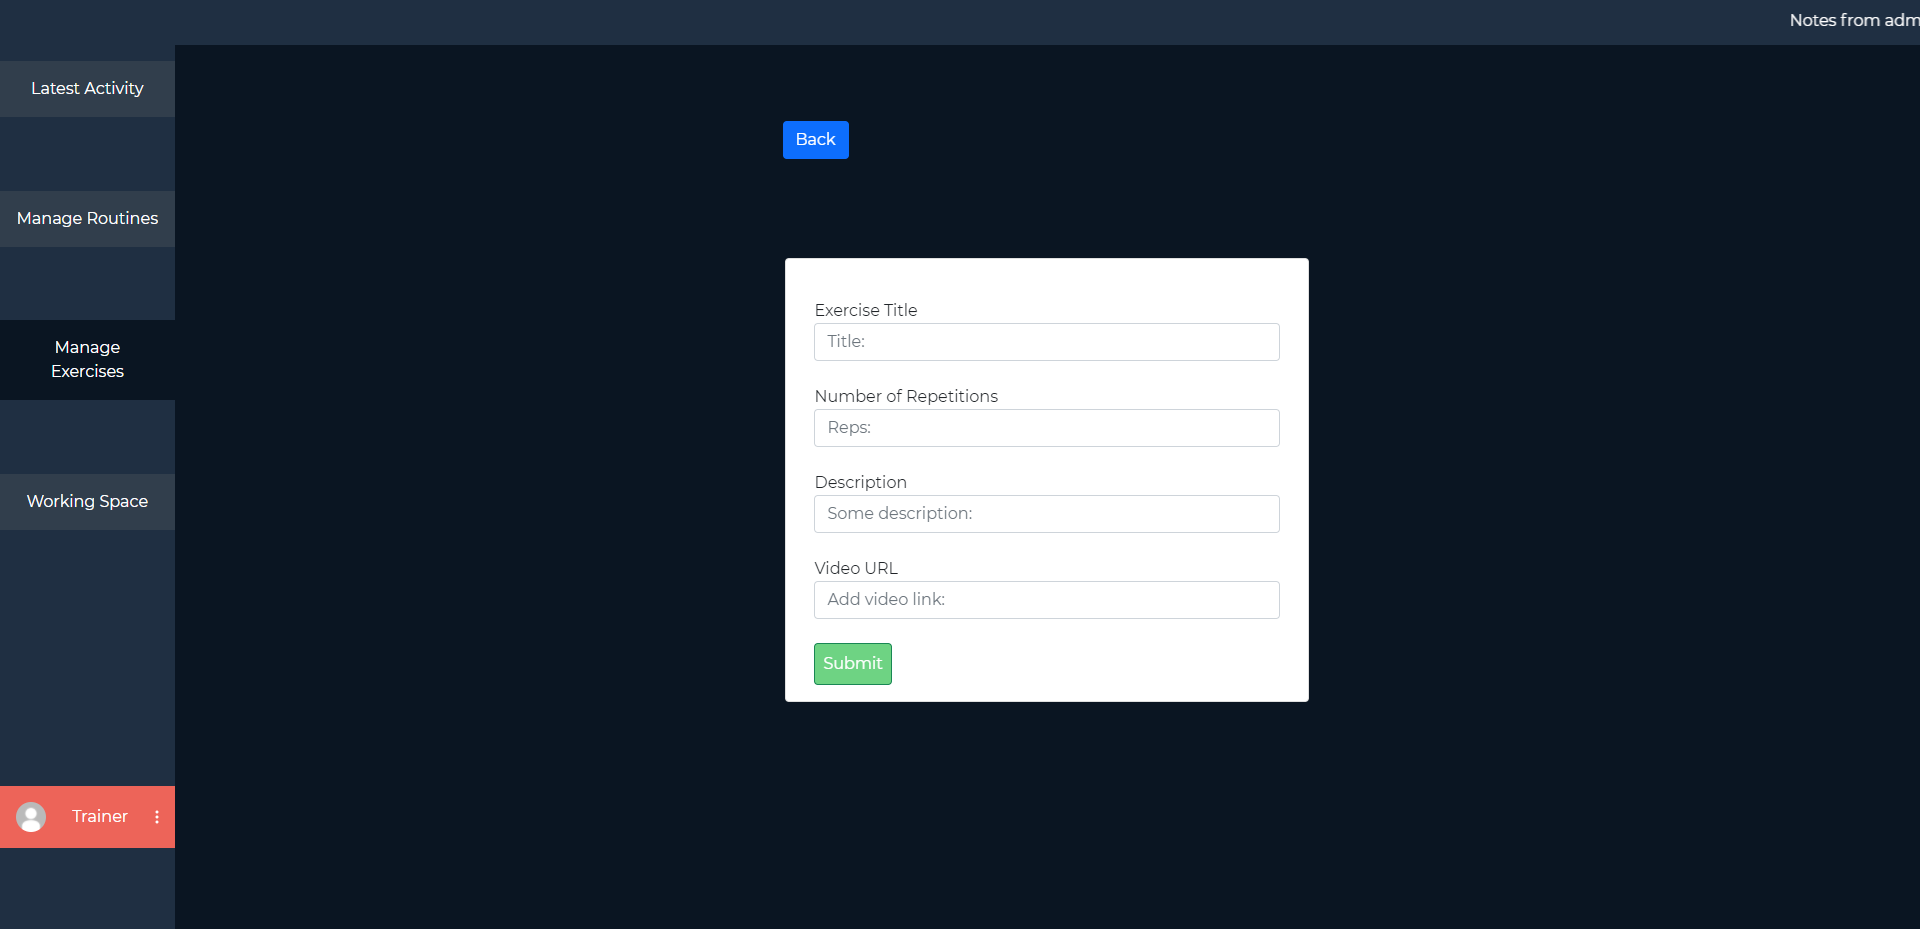 Notes from adm
Latest Activity
Back
Manage Routines
Manage
Exercises
Working Space
Exercise Title
Title:
Number of Repetitions
Reps:
Description
Some description:
Video URL
Add video link:
Submit
Trainer